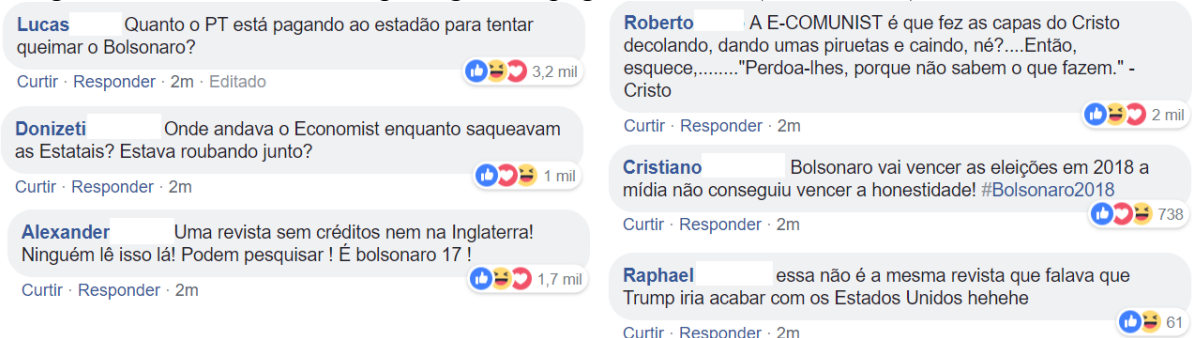 Lucas Quanto o PT está pagando ao estadão para tentar
queimar o Bolsonaro?
Curtir · Responder · 2m · Editado
3,2 mil
Donizeti Onde andava o Economist enquanto saqueavam
as Estatais? Estava roubando junto?
1 mil
Curtir · Responder · 2m
Alexander Uma revista sem créditos nem na Inglaterra!
Ninguém lê isso lá! Podem pesquisar ! É bolsonaro 17 !
1,7 mil
Curtir · Responder · 2m
Roberto A E-COMUNIST é que fez as capas do Cristo
decolando, dando umas piruetas e caindo, né?....Então,
esquece,........"Perdoa-lhes, porque não sabem o que fazem." -
Cristo
2 mil
Curtir · Responder · 2m
Cristiano Bolsonaro vai vencer as eleições em 2018 a
mídia não conseguiu vencer a honestidade! #Bolsonaro2018
738
Curtir · Responder · 2m
Raphael essa não é a mesma revista que falava que
Trump iria acabar com os Estados Unidos hehehe
61
Curtir · Responder · 2m